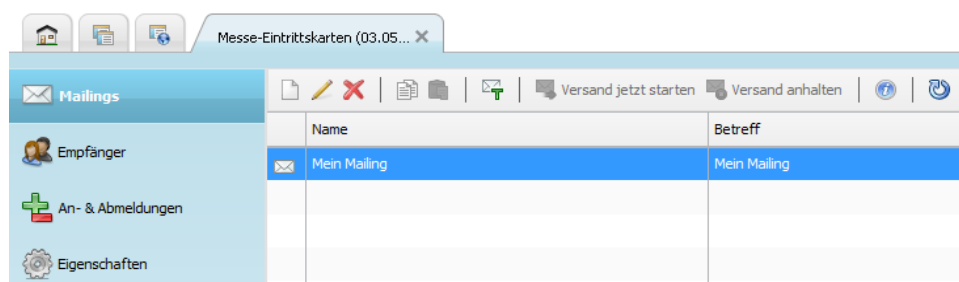 Messe-Eintrittskarten (03.05...
Mailings
Versand jetzt starten Versand anhalten
Name Betreff
Empfänger
Mein Mailing Mein Mailing
An- & Abmeldungen
Eigenschaften